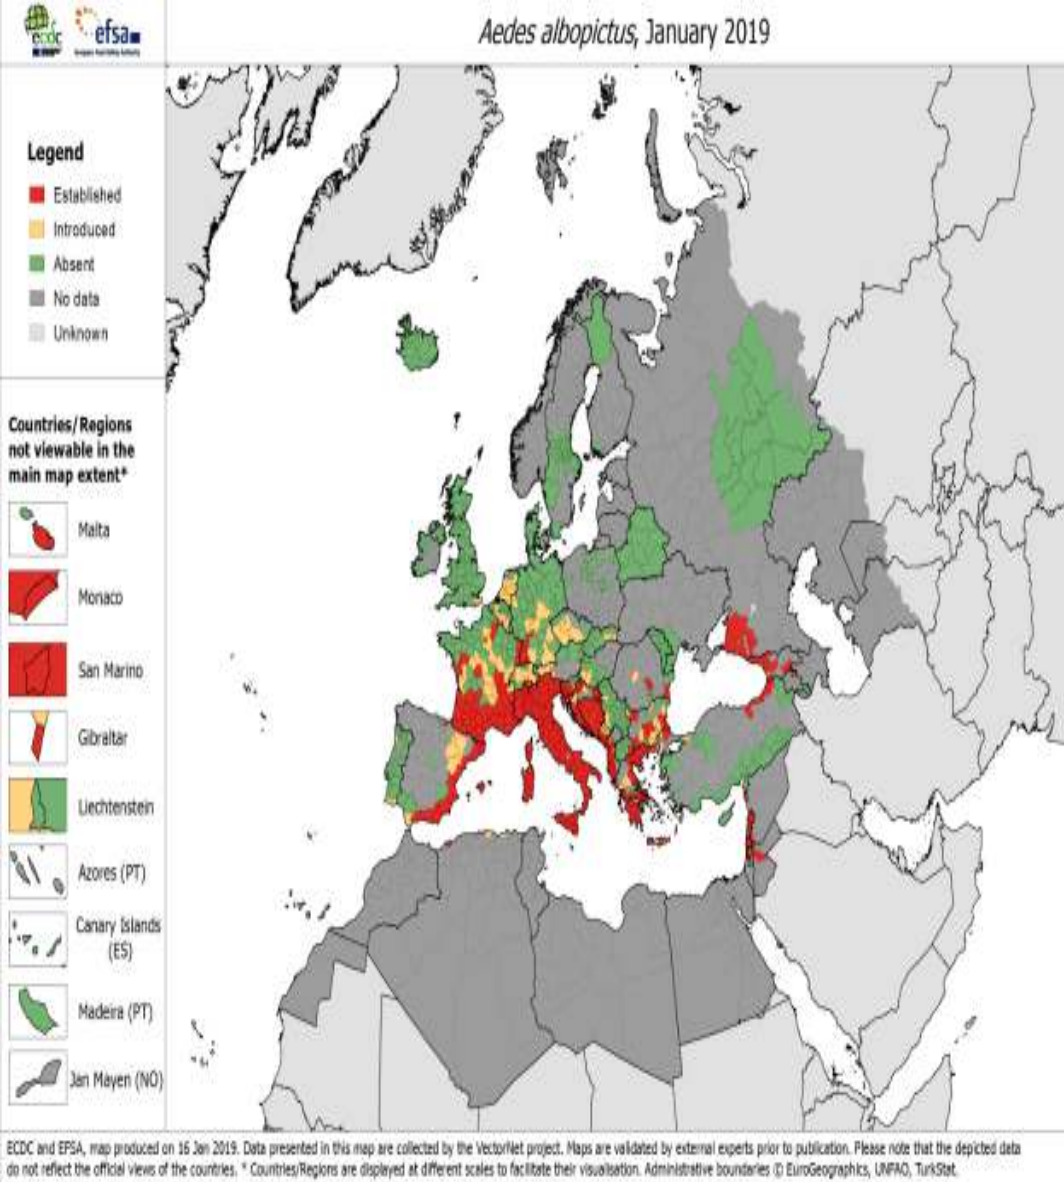 ecdc
efsa
European Food Safety Authority
Aedes albopictus, January 2019
Legend
Established
Introduced
Absent
No data
Unknown
Countries/Regions
not viewable in the
main map extent*
Malta
Monaco
San Marino
Gibraltar
Liechtenstein
Azores (PT)
Canary Islands
(ES)
Madeira (PT)
Jan Mayen (NO)
ECDC and EFSA, map produced on 16 Jan 2019. Data presented in this map are collected by the VectorNet project. Maps are validated by external experts prior to publication. Please note that the depicted data
do not reflect the official views of the countries. * Countries/Regions are displayed at different scales to facilitate their visualisation. Administrative boundaries © EuroGeographics, UNFAO, TurkStat.